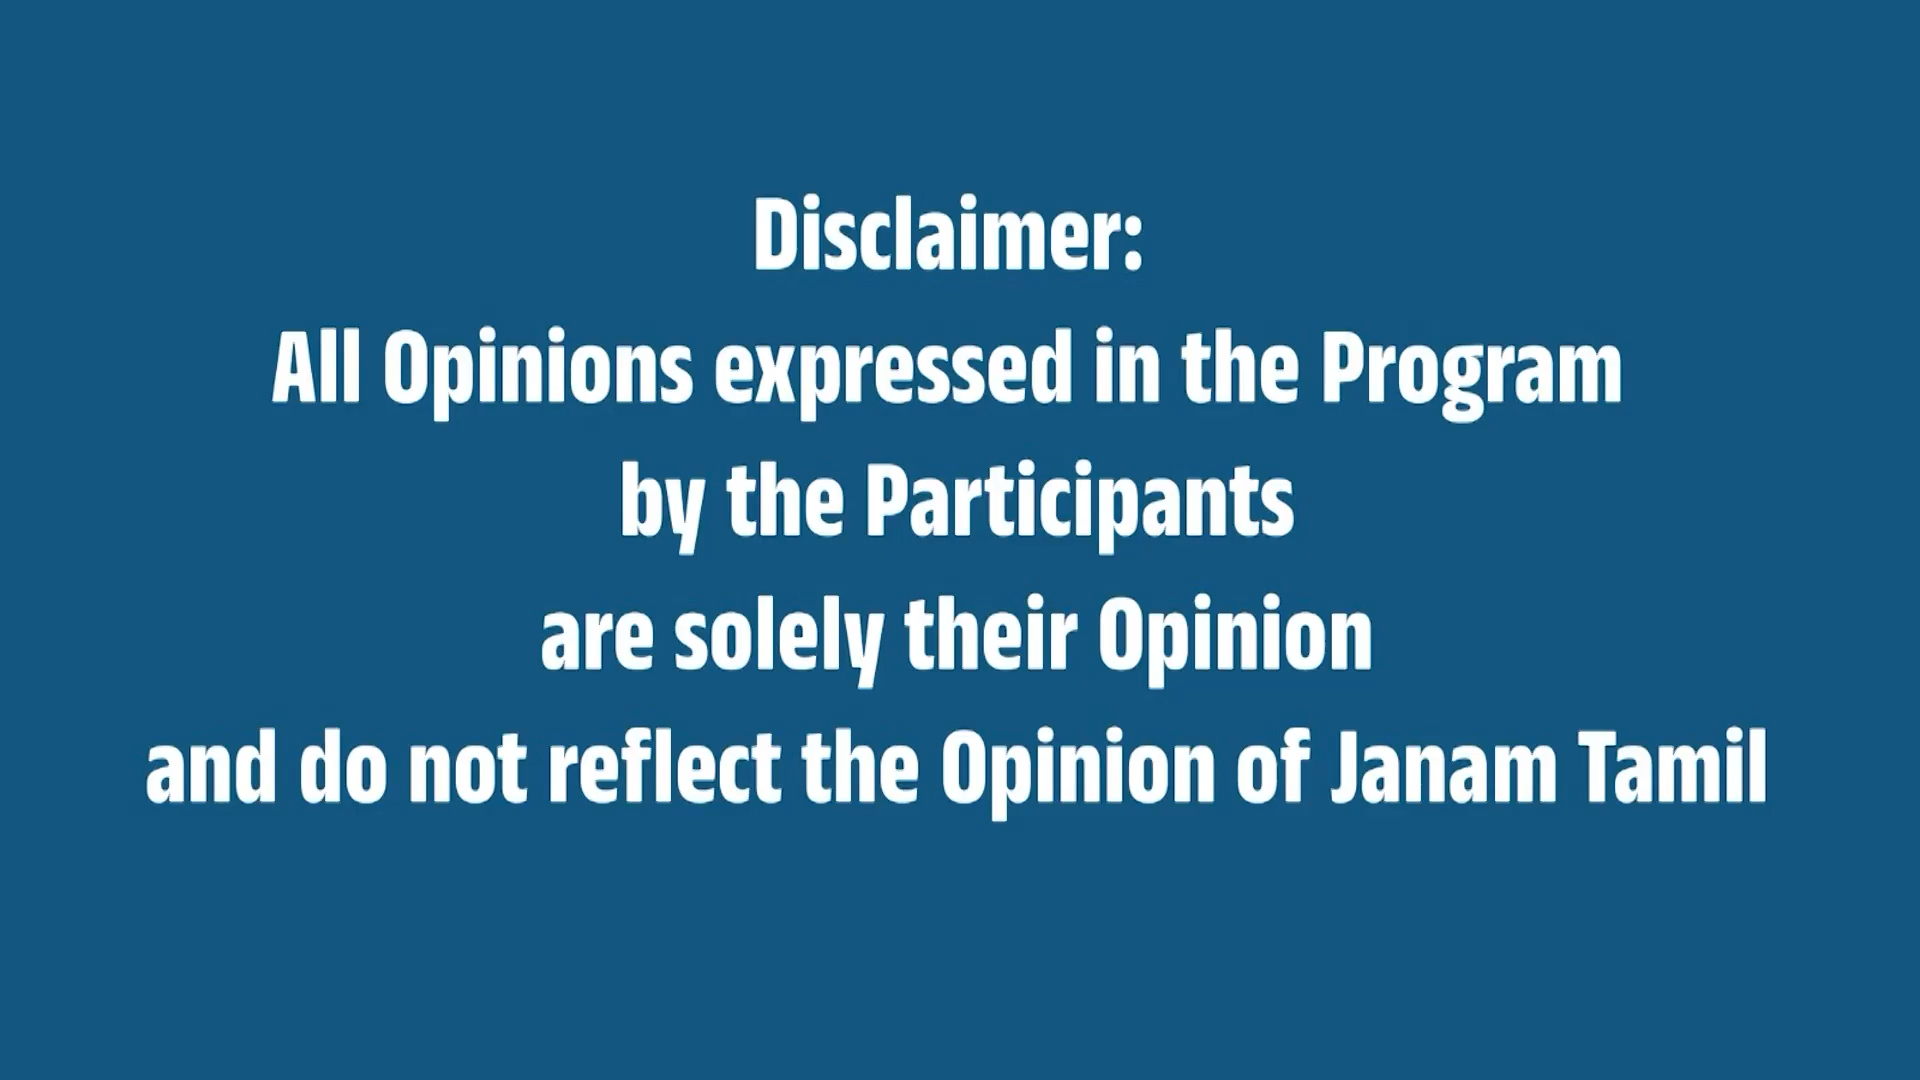 Disclaimer:
All Opinions expressed in the Program
by the Participants
are solely their Opinion
and do not reflect the Opinion of Janam Tamil